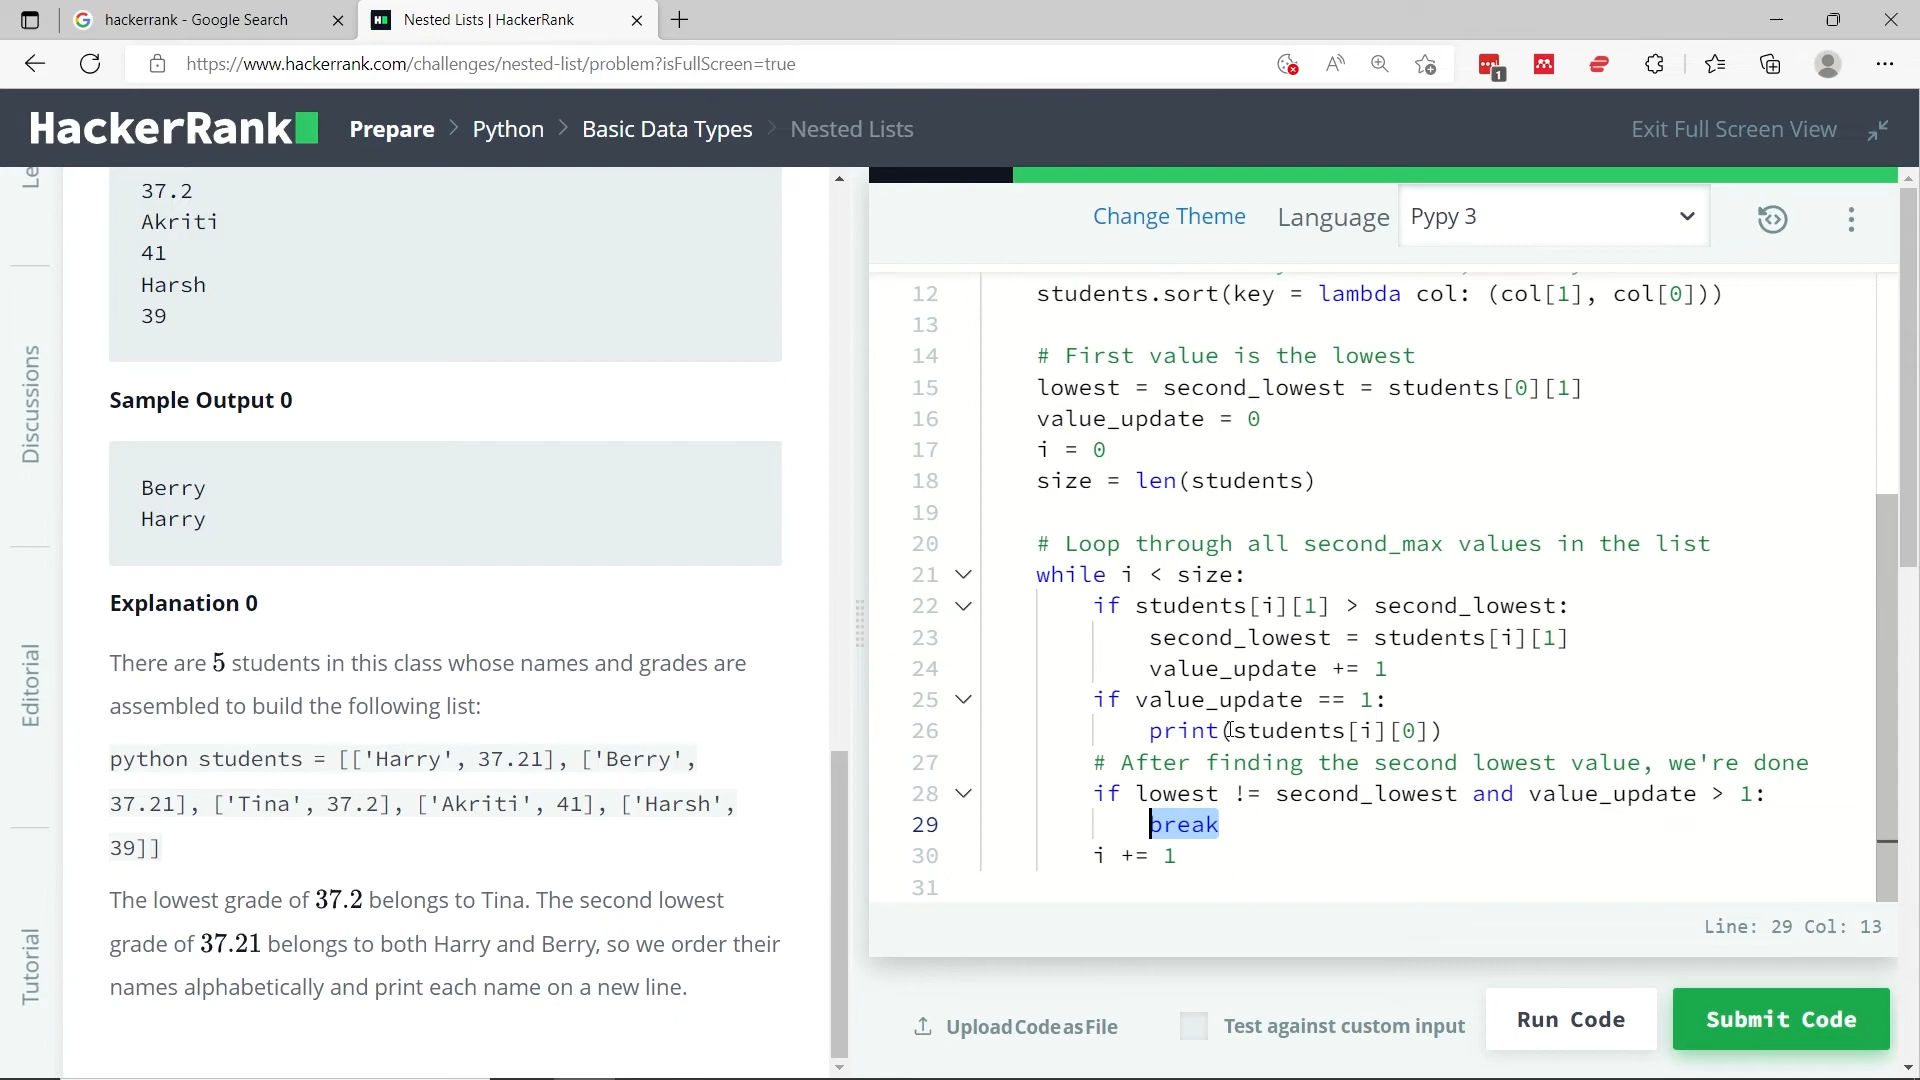 hackerrank - Google Search
Nested Lists | HackerRank
https://www.hackerrank.com/challenges/nested-list/problem?isFullScreen=true
1
HackerRank
Prepare > Python > Basic Data Types > Nested Lists
Exit Full Screen View
Le
Discussions
Editorial
Tutorial
37.2
Akriti
41
Harsh
39
Sample Output 0
Berry
Harry
Explanation 0
There are 5 students in this class whose names and grades are
assembled to build the following list:
python students = [['Harry', 37.21], ['Berry',
37.21], ['Tina', 37.2], ['Akriti', 41], ['Harsh',
39]]
The lowest grade of 37.2 belongs to Tina. The second lowest
grade of 37.21 belongs to both Harry and Berry, so we order their
names alphabetically and print each name on a new line.
Change Theme Language Pypy 3
12 students.sort(key = lambda col: (col[1], col[0]))
13
14 # First value is the lowest
15 lowest = second_lowest = students[0][1]
16 value_update = 0
17 i = 0
18 size = len(students)
19
20 # Loop through all second_max values in the list
21 while i < size:
22 if students[i][1] > second_lowest:
23 second_lowest = students[i][1]
24 value_update += 1
25 if value_update == 1:
26 print(students[i][0])
27 # After finding the second lowest value, we're done
28 if lowest != second_lowest and value_update > 1:
29 break
30 i += 1
31
Line: 29 Col: 13
Upload Code as File
Test against custom input
Run Code
Submit Code